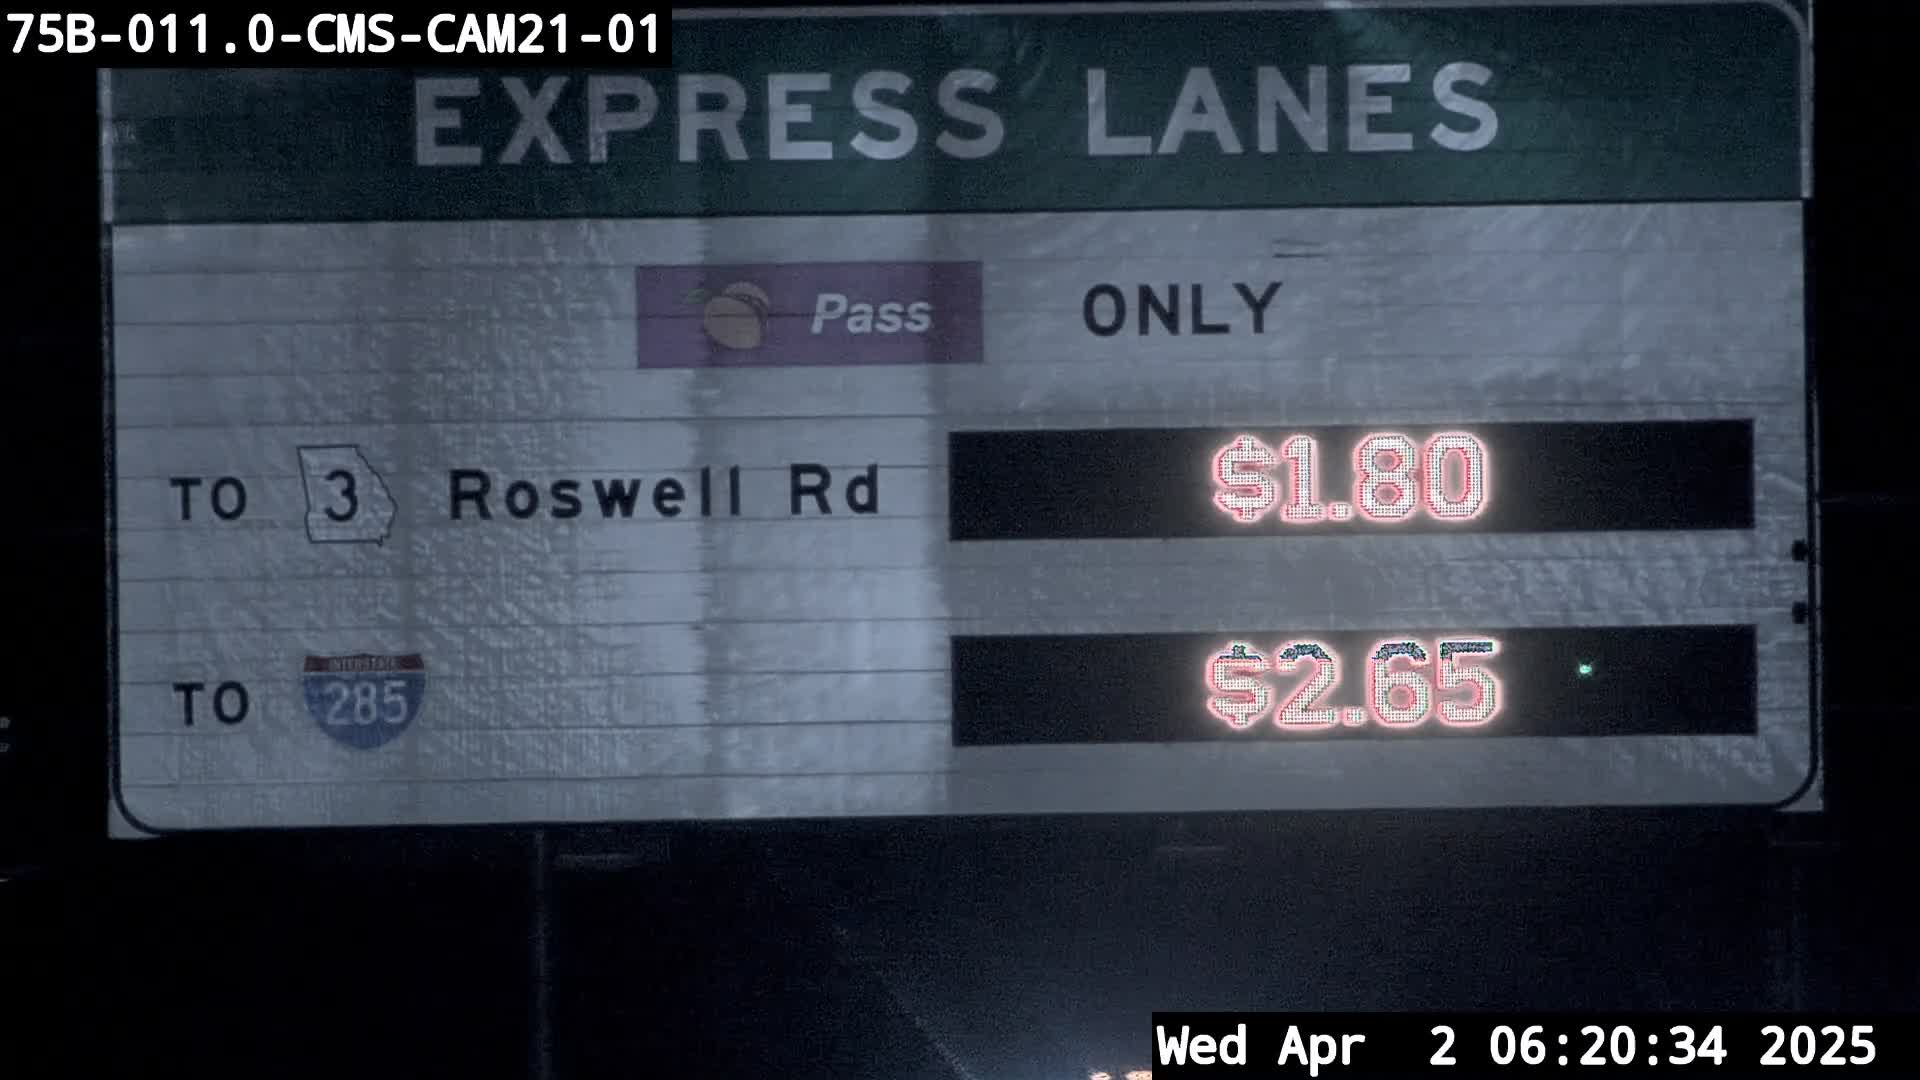 75B-011.0-CMS-CAM21-01
EXPRESS LANES
Pass ONLY
TO 3 Roswell Rd $1.80
TO INTERSTATE 285 $2.65
Wed Apr 2 06:20:34 2025